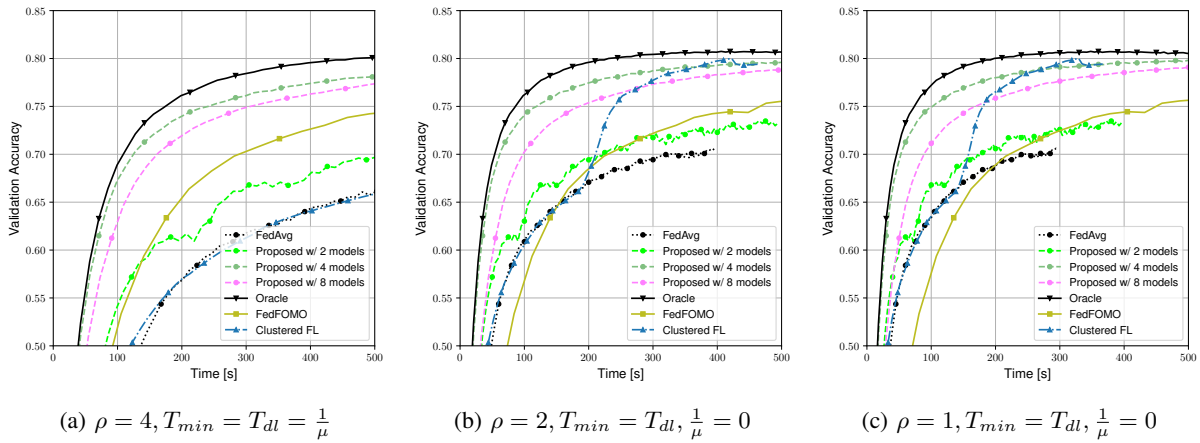 0.85
0.80
0.75
0.70
0.65
0.60
0.55
0.50
Validation Accuracy
0 100 200 300 400 500
Time [s]
FedAvg
Proposed w/ 2 models
Proposed w/ 4 models
Proposed w/ 8 models
Oracle
FedFOMO
Clustered FL
(a) ρ = 4, T_min = T_dl = 1/μ
0.85
0.80
0.75
0.70
0.65
0.60
0.55
0.50
Validation Accuracy
0 100 200 300 400 500
Time [s]
FedAvg
Proposed w/ 2 models
Proposed w/ 4 models
Proposed w/ 8 models
Oracle
FedFOMO
Clustered FL
(b) ρ = 2, T_min = T_dl, 1/μ = 0
0.85
0.80
0.75
0.70
0.65
0.60
0.55
0.50
Validation Accuracy
0 100 200 300 400 500
Time [s]
FedAvg
Proposed w/ 2 models
Proposed w/ 4 models
Proposed w/ 8 models
Oracle
FedFOMO
Clustered FL
(c) ρ = 1, T_min = T_dl, 1/μ = 0